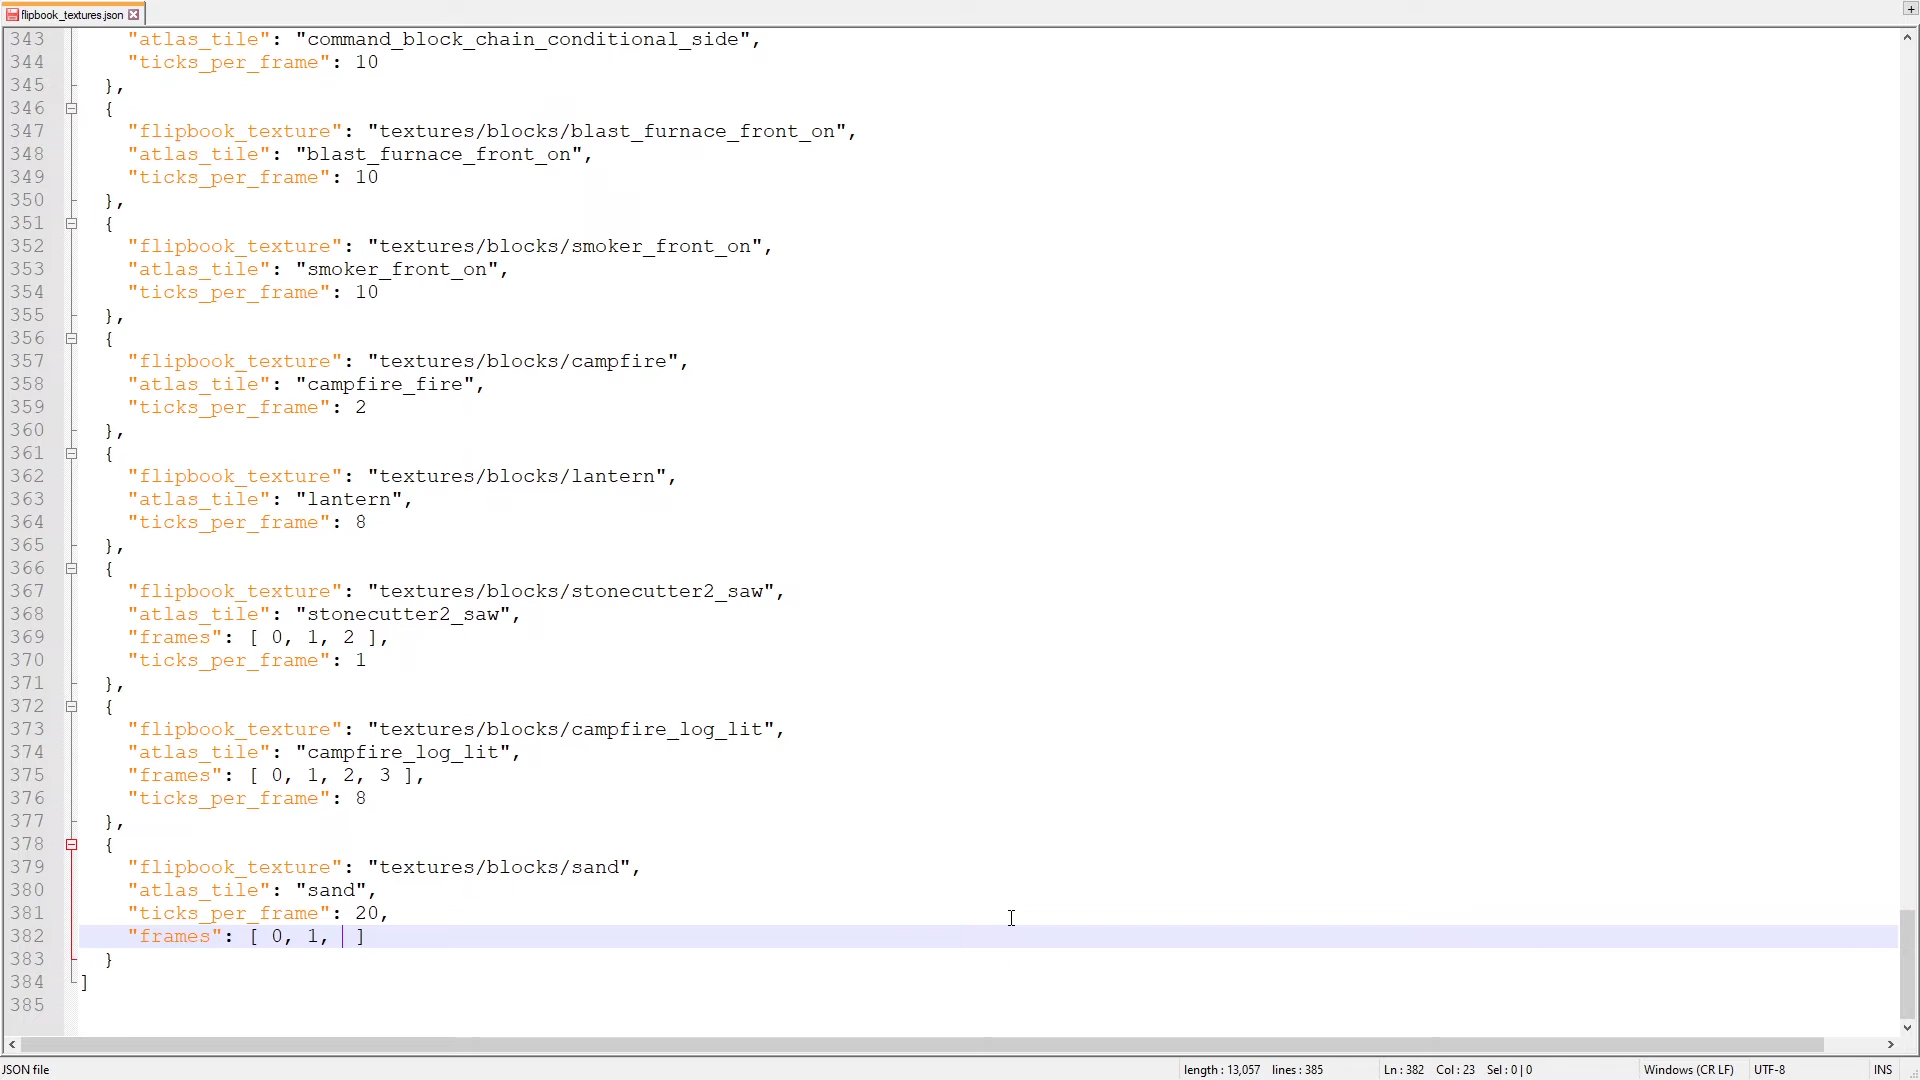 flipbook_textures.json
343 "atlas_tile": "command_block_chain_conditional_side",
344 "ticks_per_frame": 10
345 },
346 {
347 "flipbook_texture": "textures/blocks/blast_furnace_front_on",
348 "atlas_tile": "blast_furnace_front_on",
349 "ticks_per_frame": 10
350 },
351 {
352 "flipbook_texture": "textures/blocks/smoker_front_on",
353 "atlas_tile": "smoker_front_on",
354 "ticks_per_frame": 10
355 },
356 {
357 "flipbook_texture": "textures/blocks/campfire",
358 "atlas_tile": "campfire_fire",
359 "ticks_per_frame": 2
360 },
361 {
362 "flipbook_texture": "textures/blocks/lantern",
363 "atlas_tile": "lantern",
364 "ticks_per_frame": 8
365 },
366 {
367 "flipbook_texture": "textures/blocks/stonecutter2_saw",
368 "atlas_tile": "stonecutter2_saw",
369 "frames": [ 0, 1, 2 ],
370 "ticks_per_frame": 1
371 },
372 {
373 "flipbook_texture": "textures/blocks/campfire_log_lit",
374 "atlas_tile": "campfire_log_lit",
375 "frames": [ 0, 1, 2, 3 ],
376 "ticks_per_frame": 8
377 },
378 {
379 "flipbook_texture": "textures/blocks/sand",
380 "atlas_tile": "sand",
381 "ticks_per_frame": 20,
382 "frames": [ 0, 1, ]
383 }
384 ]
385
JSON file length : 13,057 lines : 385 Ln : 382 Col : 23 Sel : 0 | 0 Windows (CR LF) UTF-8 INS